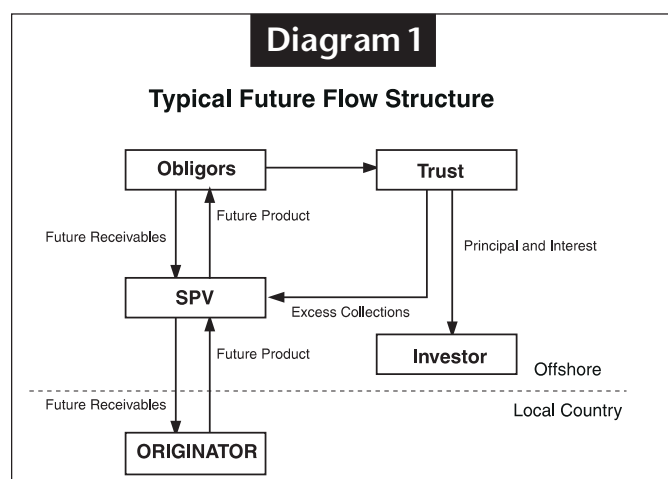 Diagram 1
Typical Future Flow Structure
Obligors
Trust
Future Product
Future Receivables
Principal and Interest
SPV
Excess Collections
Future Product
Investor
Offshore
Future Receivables
Local Country
ORIGINATOR